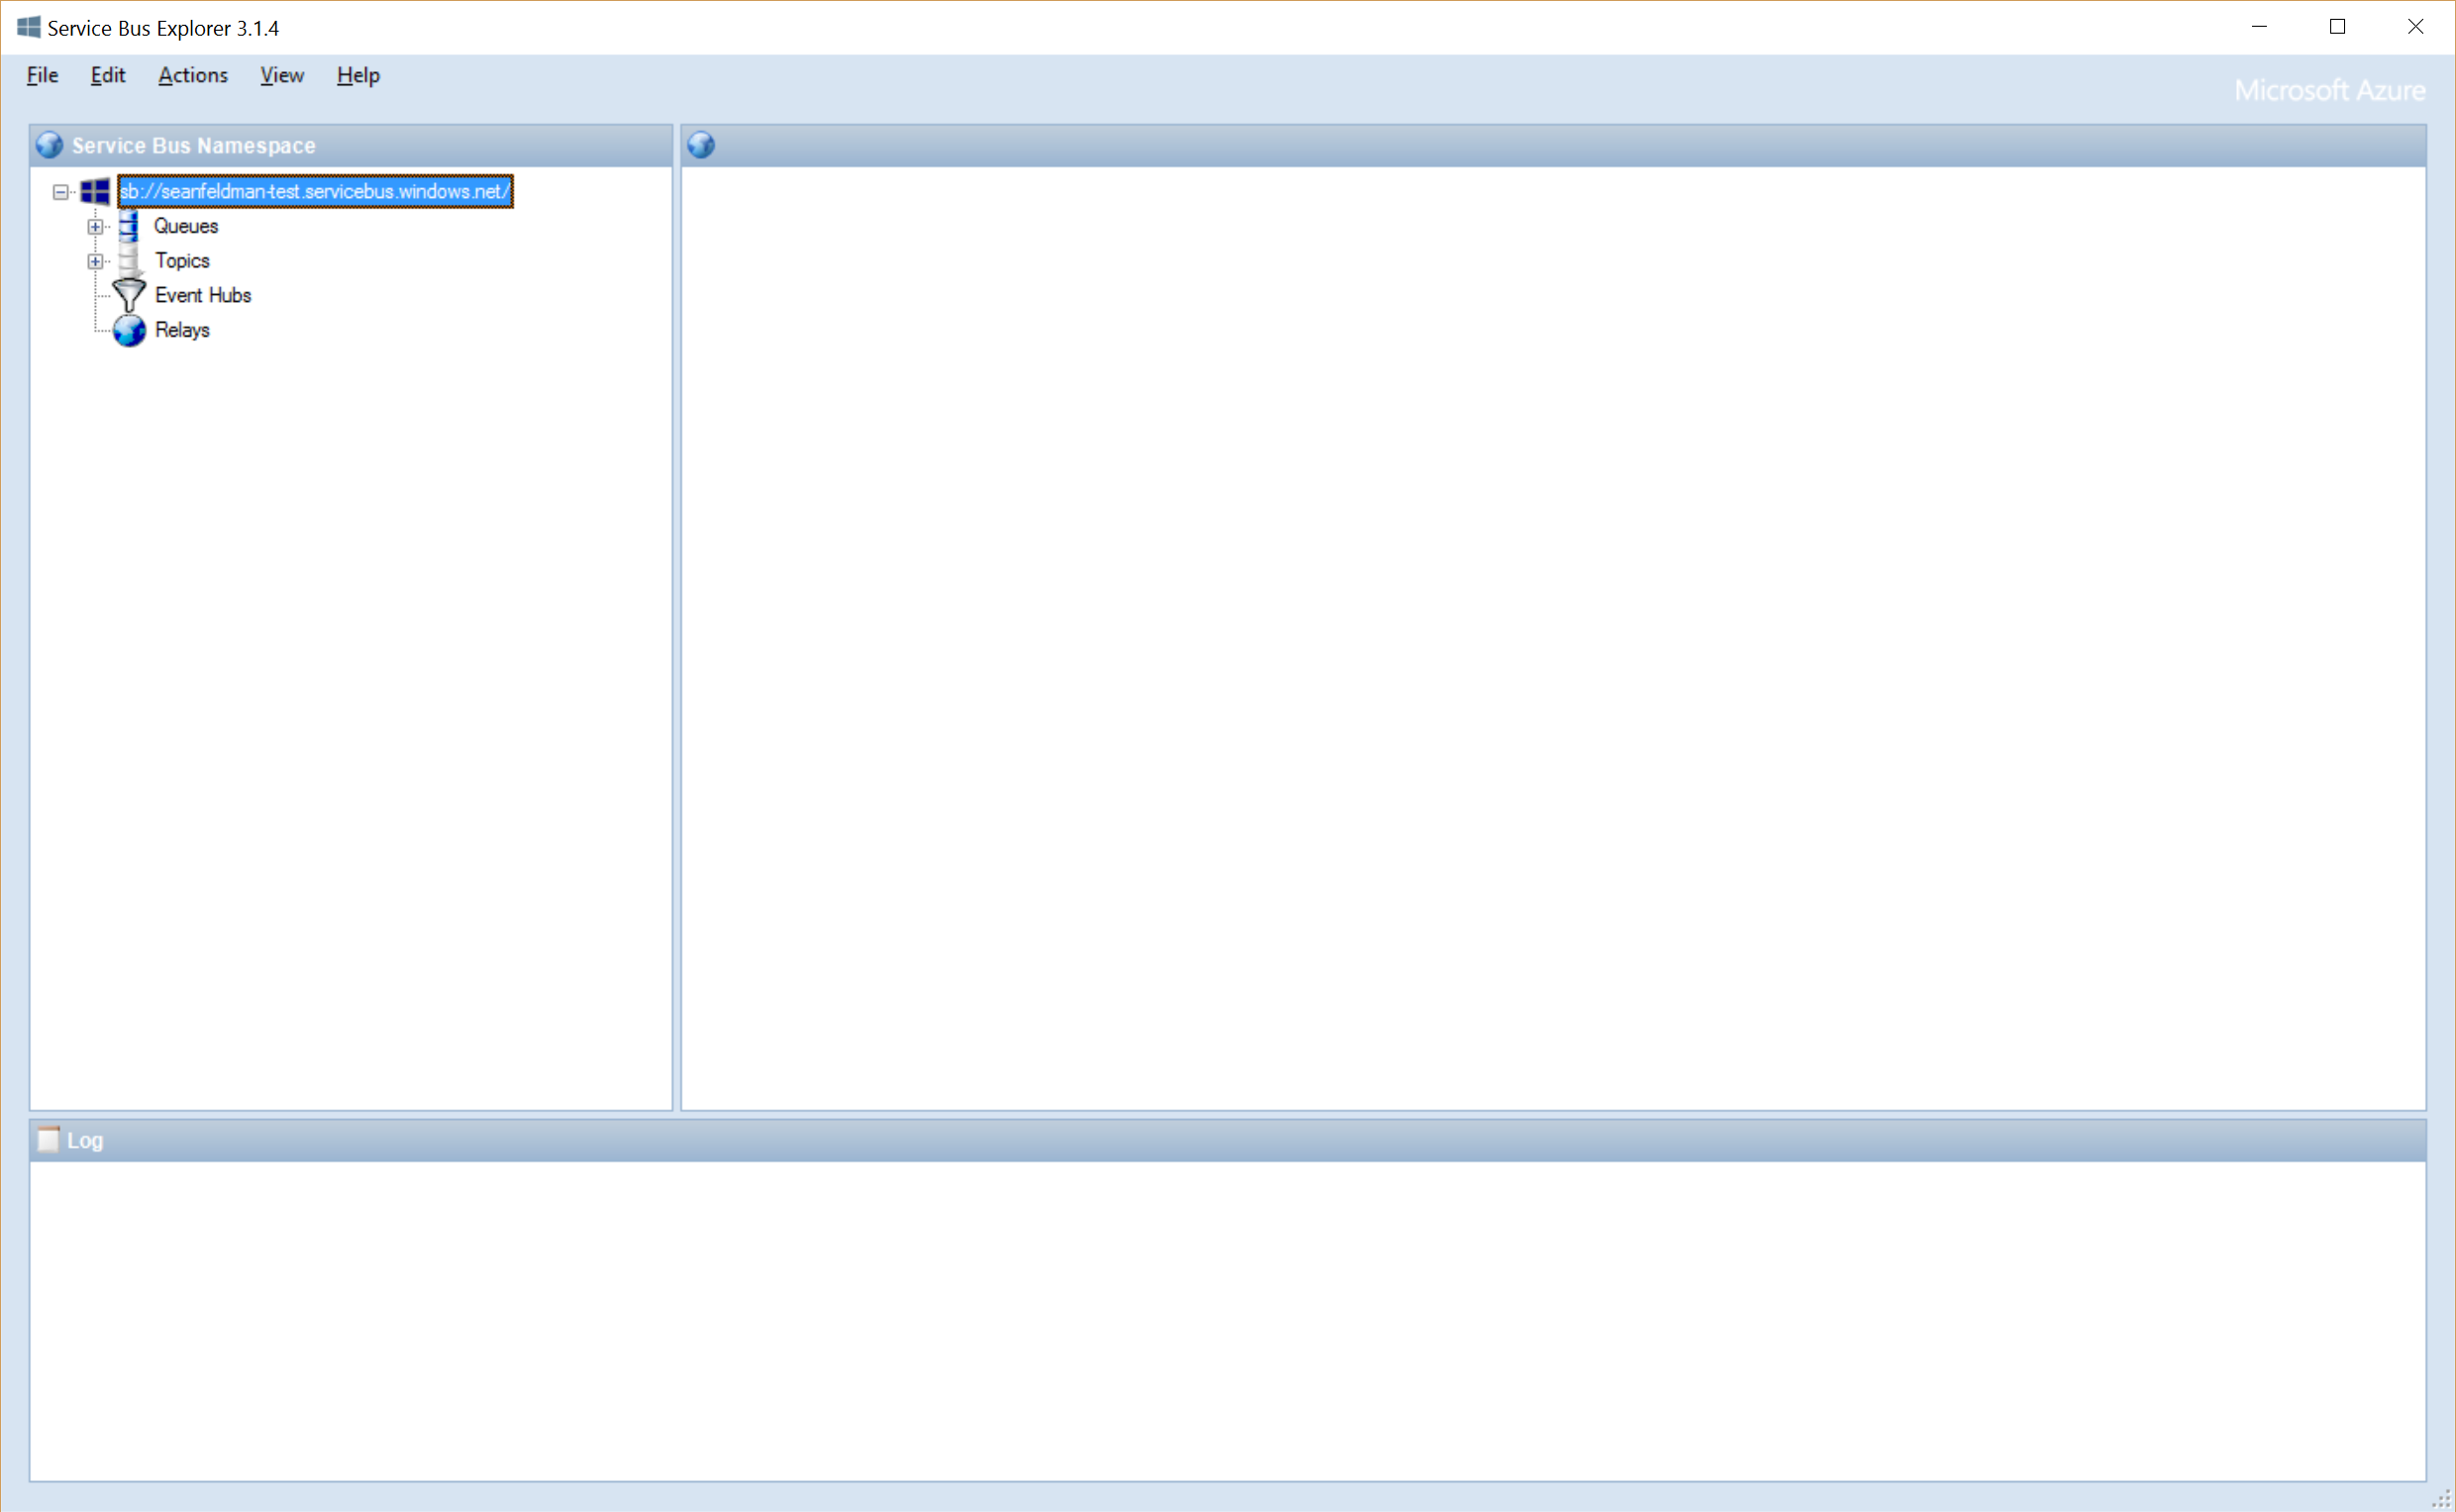 Service Bus Explorer 3.1.4
File Edit Actions View Help
Microsoft Azure
Service Bus Namespace
sb://seanfeldman-test.servicebus.windows.net/
Queues
Topics
Event Hubs
Relays
Log